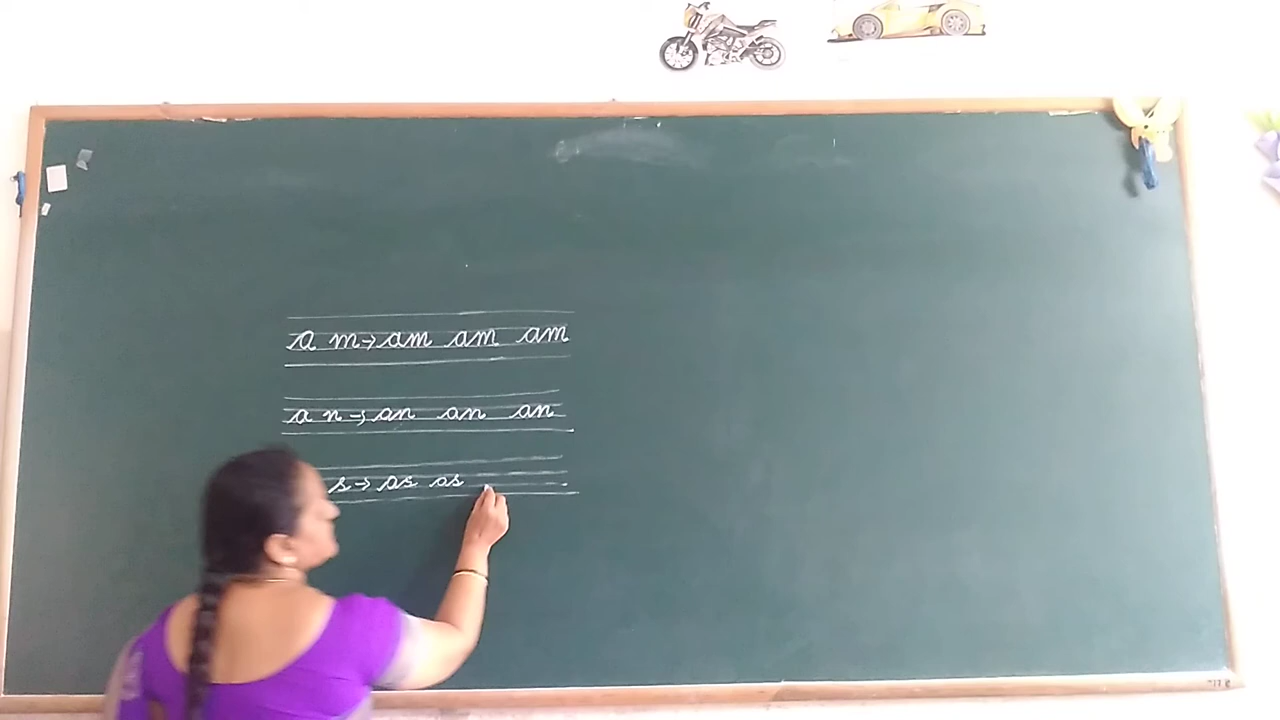 a m → am am am
a n → an an an
s → as as